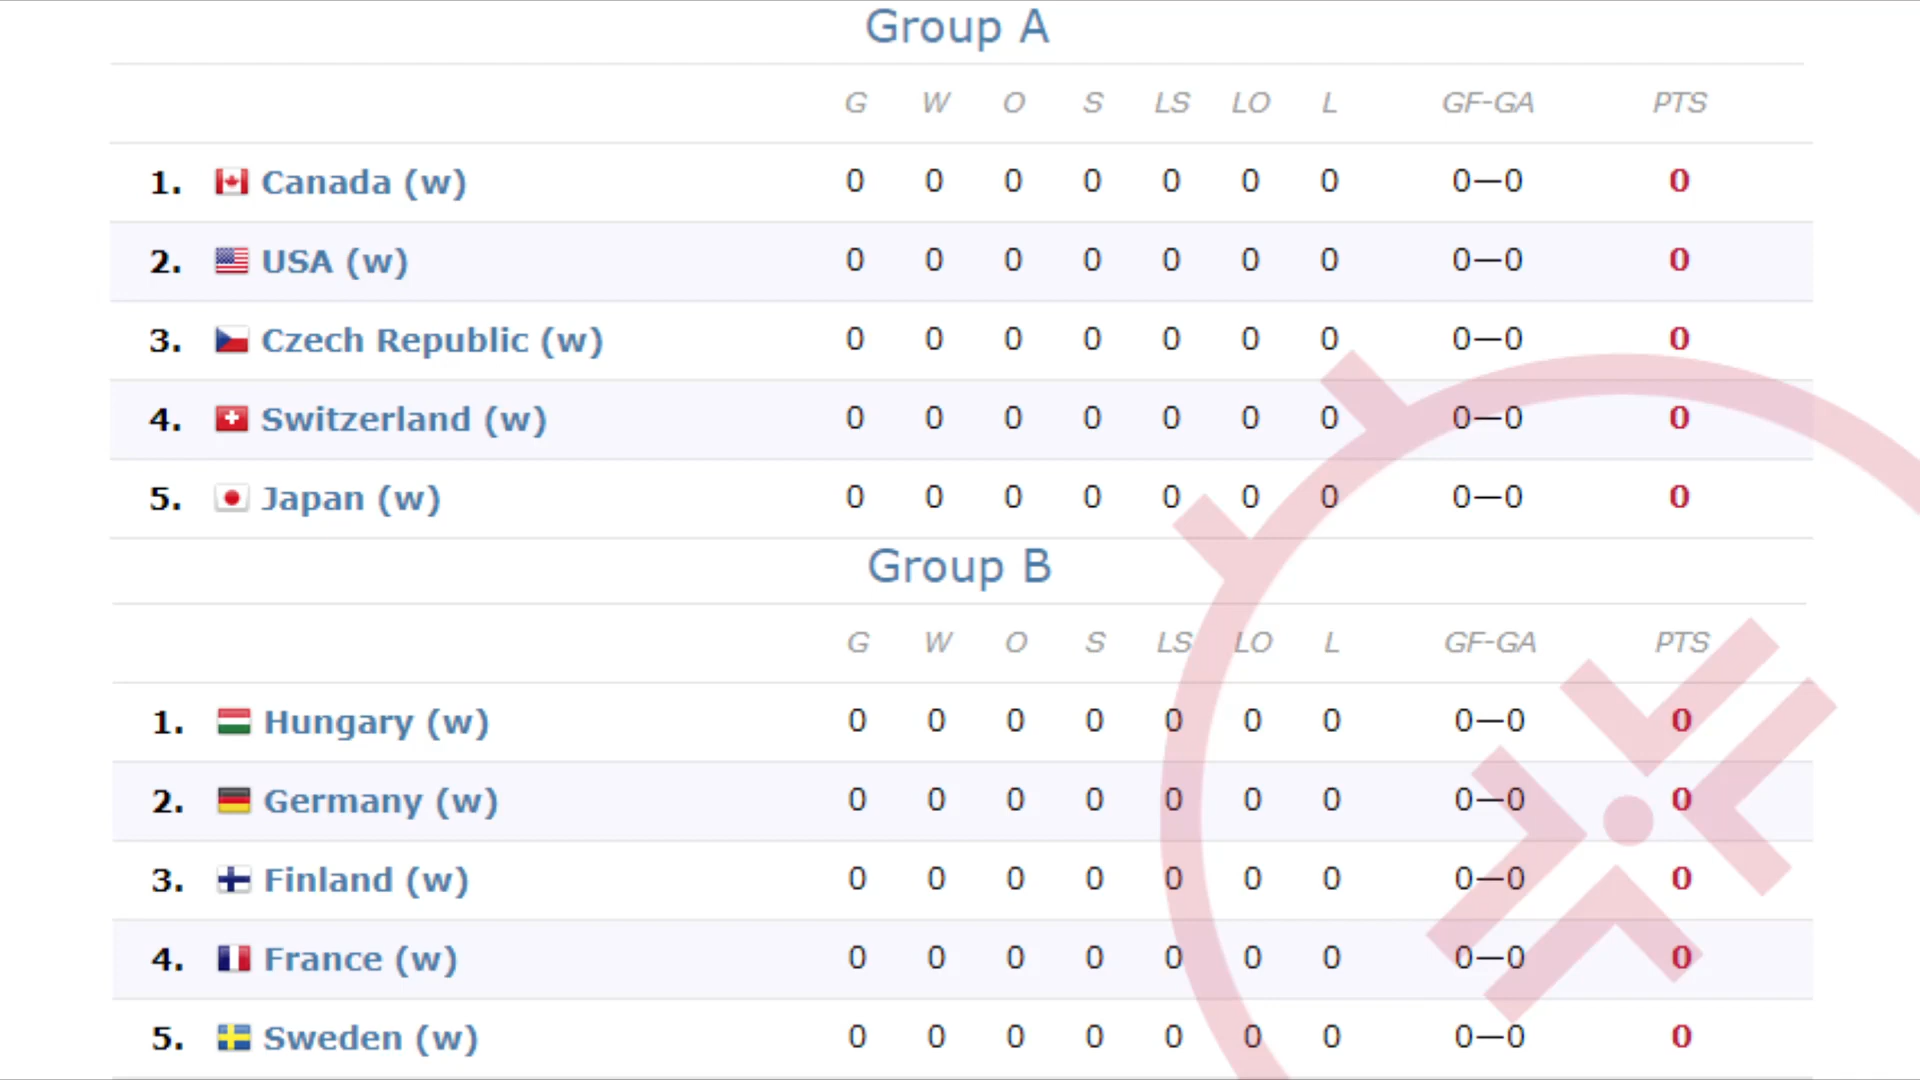 Group A
G W O S LS LO L GF-GA PTS
1. Canada (w) 0 0 0 0 0 0 0 0—0 0
2. USA (w) 0 0 0 0 0 0 0 0—0 0
3. Czech Republic (w) 0 0 0 0 0 0 0 0—0 0
4. Switzerland (w) 0 0 0 0 0 0 0 0—0 0
5. Japan (w) 0 0 0 0 0 0 0 0—0 0
Group B
G W O S LS LO L GF-GA PTS
1. Hungary (w) 0 0 0 0 0 0 0 0—0 0
2. Germany (w) 0 0 0 0 0 0 0 0—0 0
3. Finland (w) 0 0 0 0 0 0 0 0—0 0
4. France (w) 0 0 0 0 0 0 0 0—0 0
5. Sweden (w) 0 0 0 0 0 0 0 0—0 0